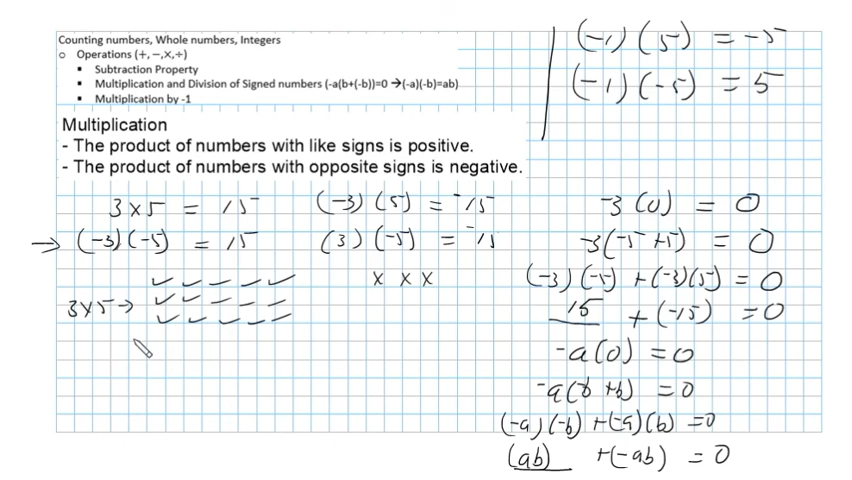 Counting numbers, Whole numbers, Integers
○ Operations (+, −,X,÷)
▪ Subtraction Property
▪ Multiplication and Division of Signed numbers (-a(b+(-b))=0 →(-a)(-b)=ab)
▪ Multiplication by -1
(-1)(5) = -5
(-1)(-5) = 5
Multiplication
- The product of numbers with like signs is positive.
- The product of numbers with opposite signs is negative.
3 x 5 = 15
→ (-3)(-5) = 15
3x5→
(-3)(5) = -15
(3)(-5) = -15
x x x
-3(0) = 0
-3(-5+5) = 0
(-3)(-5) + (-3)(5) = 0
15 + (-15) = 0
-a(0) = 0
-a(-b+b) = 0
(-a)(-b) + (-a)(b) = 0
(ab) + (-ab) = 0